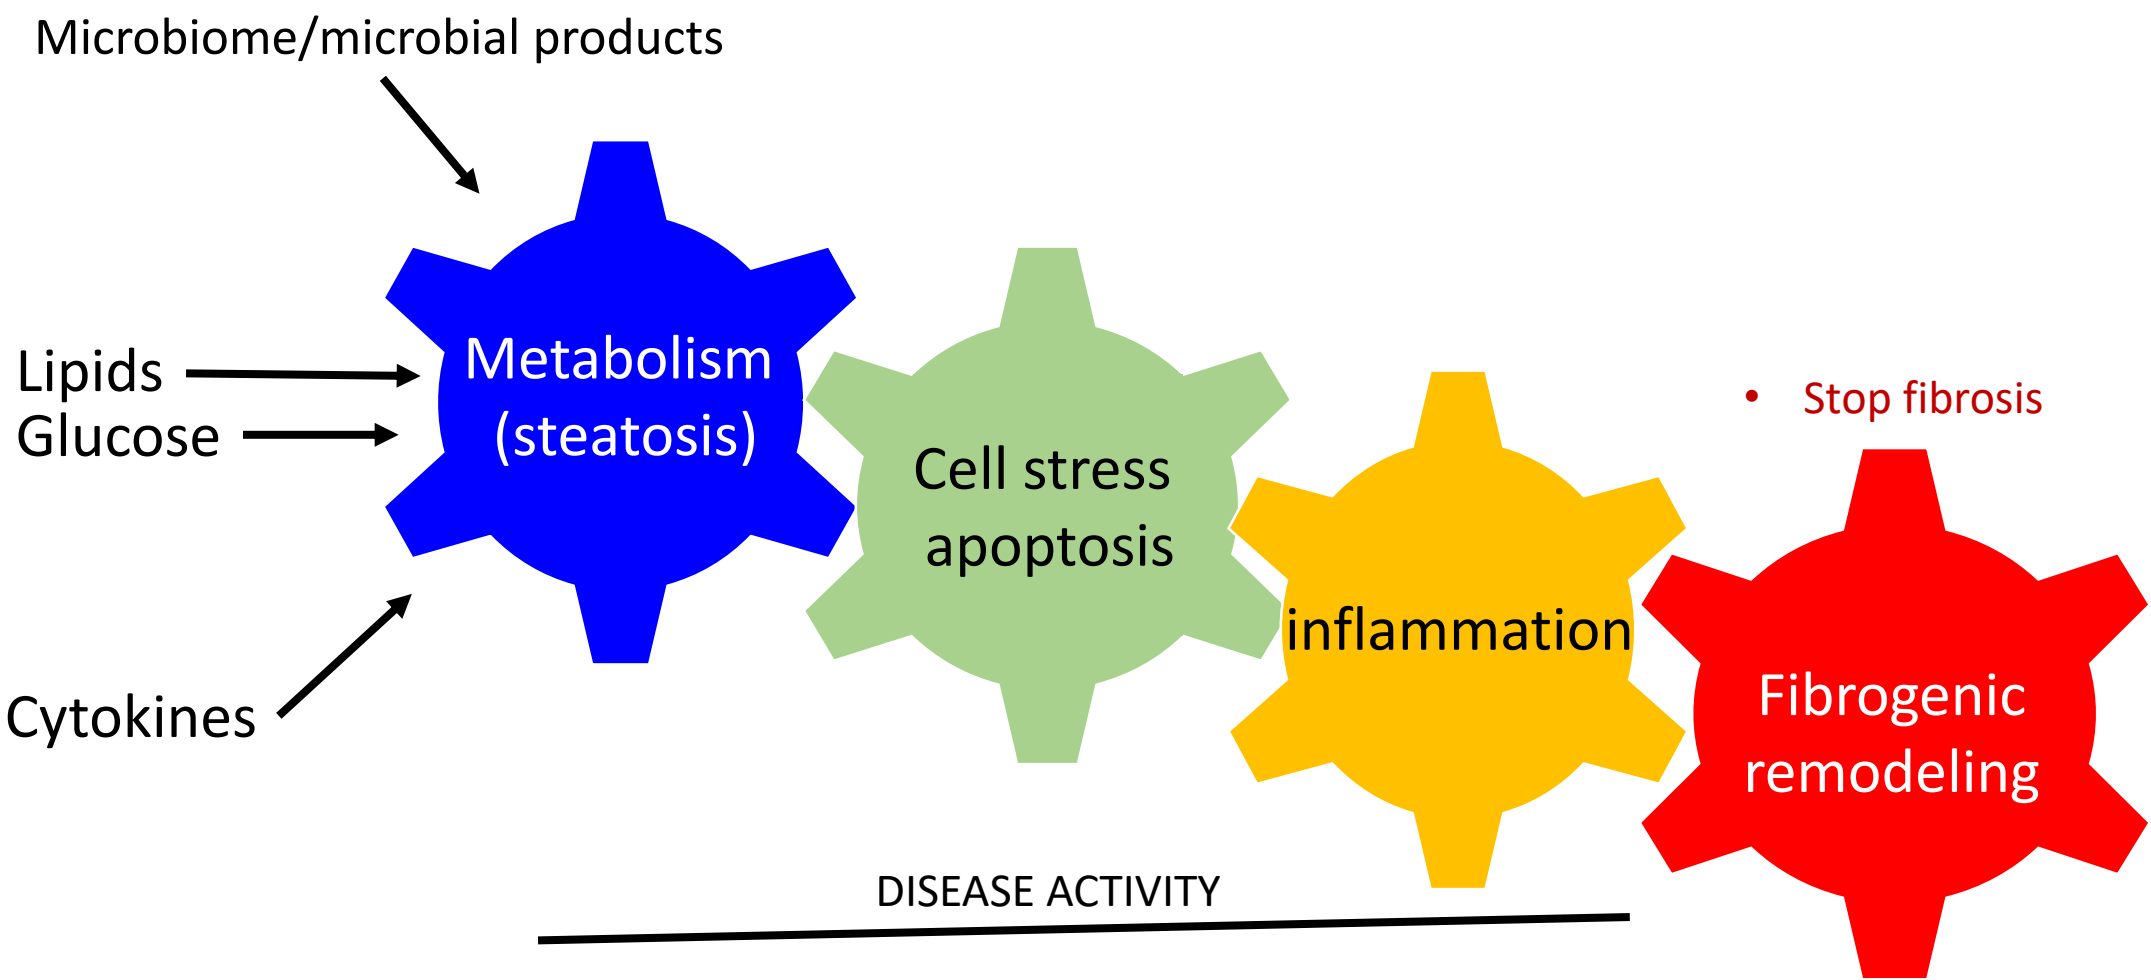 Microbiome/microbial products
Lipids
Glucose
Cytokines
Metabolism
(steatosis)
Cell stress
apoptosis
inflammation
• Stop fibrosis
Fibrogenic
remodeling
DISEASE ACTIVITY